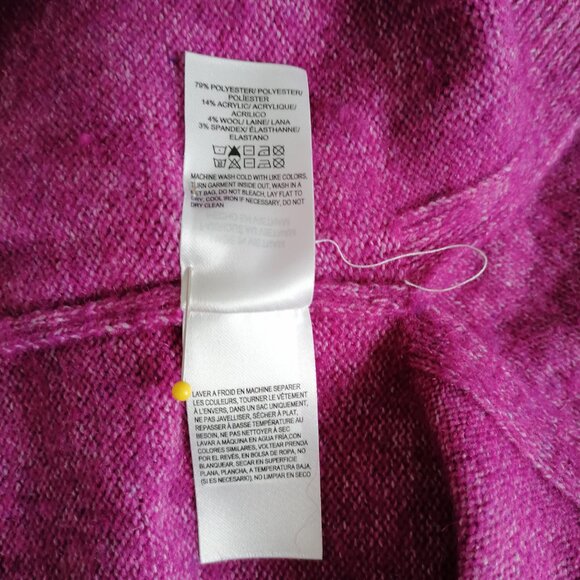 79% POLYESTER/ POLYESTER/
POLIESTER
14% ACRYLIC/ ACRYLIQUE/
ACRILICO
4% WOOL/ LAINE/ LANA
3% SPANDEX/ ÉLASTHANNE/
ELASTANO
MACHINE WASH COLD WITH LIKE COLORS,
TURN GARMENT INSIDE OUT, WASH IN A
NET BAG, DO NOT BLEACH, LAY FLAT TO
DRY, COOL IRON IF NECESSARY, DO NOT
DRY CLEAN
LAVER A FROID EN MACHINE SEPARER
LES COULEURS, TOURNER LE VÊTEMENT
À L'ENVERS, DANS UN SAC UNIQUEMENT,
NE PAS JAVELLISER, SÉCHER À PLAT,
REPASSER À BASSE TEMPÉRATURE AU
BESOIN, NE PAS NETTOYER À SEC
LAVAR A MÁQUINA EN AGUA FRÍA,CON
COLORES SIMILARES, VOLTEAR PRENDA
POR EL REVÉS, EN BOLSA DE ROPA, NO
BLANQUEAR, SECAR EN SUPERFICIE
PLANA, PLANCHA, A TEMPERATURA BAJA,
(SI ES NECESARIO), NO LIMPIAR EN SECO